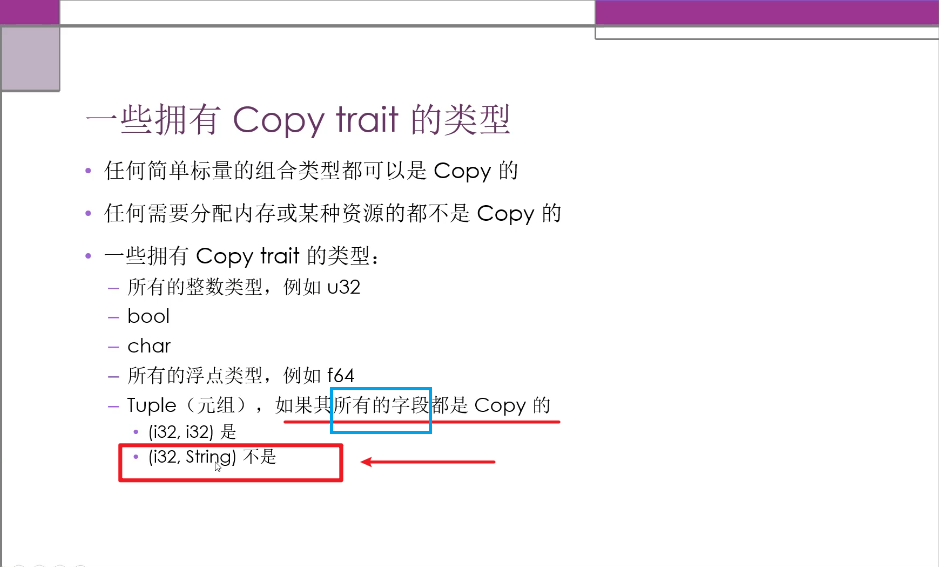 一些拥有 Copy trait 的类型
• 任何简单标量的组合类型都可以是 Copy 的
• 任何需要分配内存或某种资源的都不是 Copy 的
• 一些拥有 Copy trait 的类型：
– 所有的整数类型，例如 u32
– bool
– char
– 所有的浮点类型，例如 f64
– Tuple（元组），如果其所有的字段都是 Copy 的
• (i32, i32) 是
• (i32, String) 不是